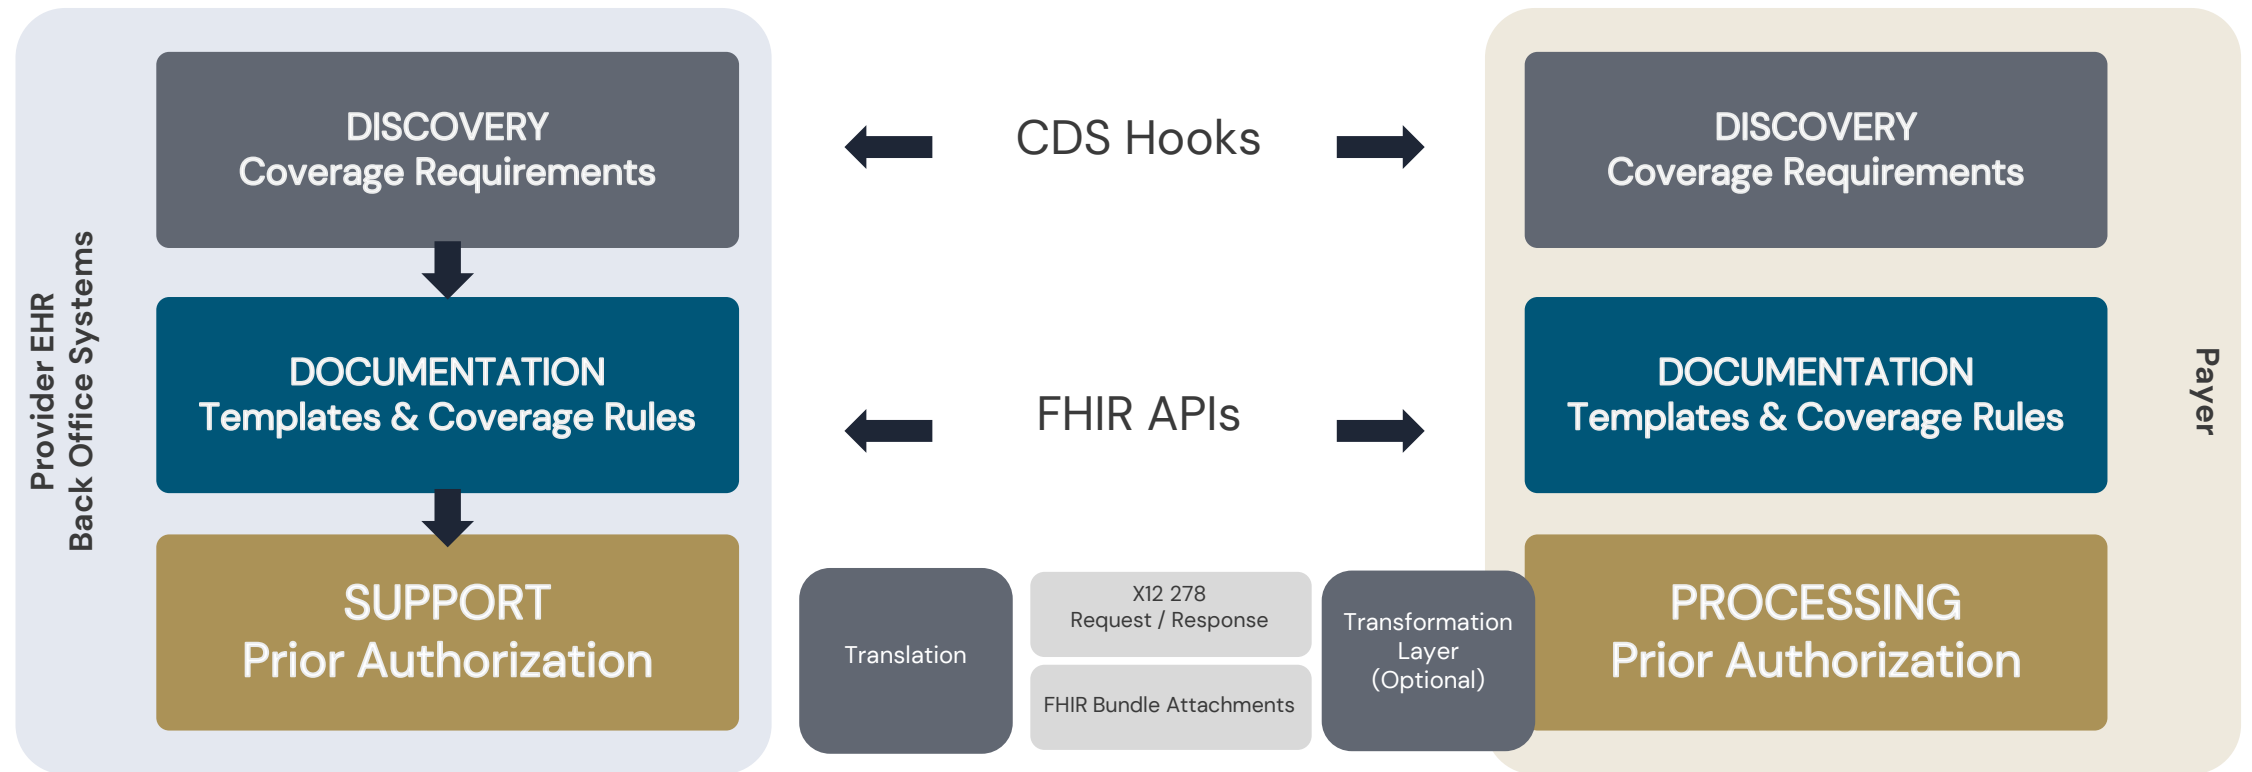 Provider EHR
Back Office Systems
DISCOVERY
Coverage Requirements
DOCUMENTATION
Templates & Coverage Rules
SUPPORT
Prior Authorization
CDS Hooks
FHIR APIs
Translation
X12 278
Request / Response
FHIR Bundle Attachments
Transformation
Layer
(Optional)
DISCOVERY
Coverage Requirements
DOCUMENTATION
Templates & Coverage Rules
PROCESSING
Prior Authorization
Payer